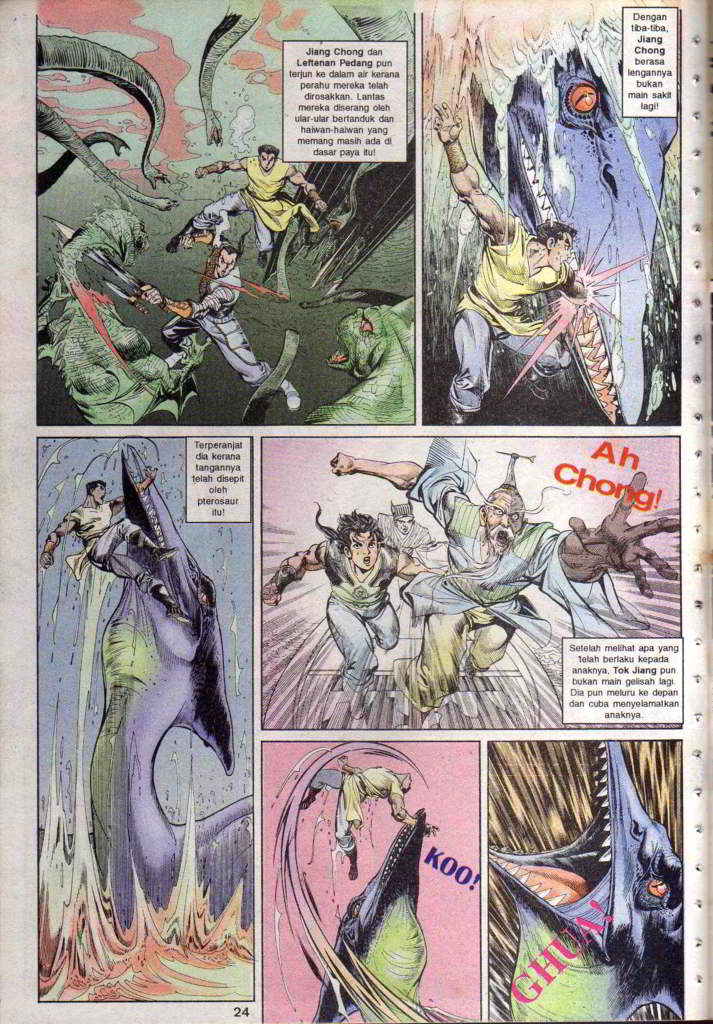 Jiang Chong dan
Leftenan Pedang pun
terjun ke dalam air kerana
perahu mereka telah
dirosakkan. Lantas
mereka diserang oleh
ular-ular bertanduk dan
haiwan-haiwan yang
memang masih ada di
dasar paya itu!
Dengan
tiba-tiba,
Jiang
Chong
berasa
lengannya
bukan
main sakit
lagi!
Terperanjat
dia kerana
tangannya
telah disepit
oleh
pterosaur
itu!
Ah
Chong!
Setelah melihat apa yang
telah berlaku kepada
anaknya, Tok Jiang pun
bukan main gelisah lagi.
Dia pun meluru ke depan
dan cuba menyelamatkan
anaknya.
KOO!
GHUA!
24